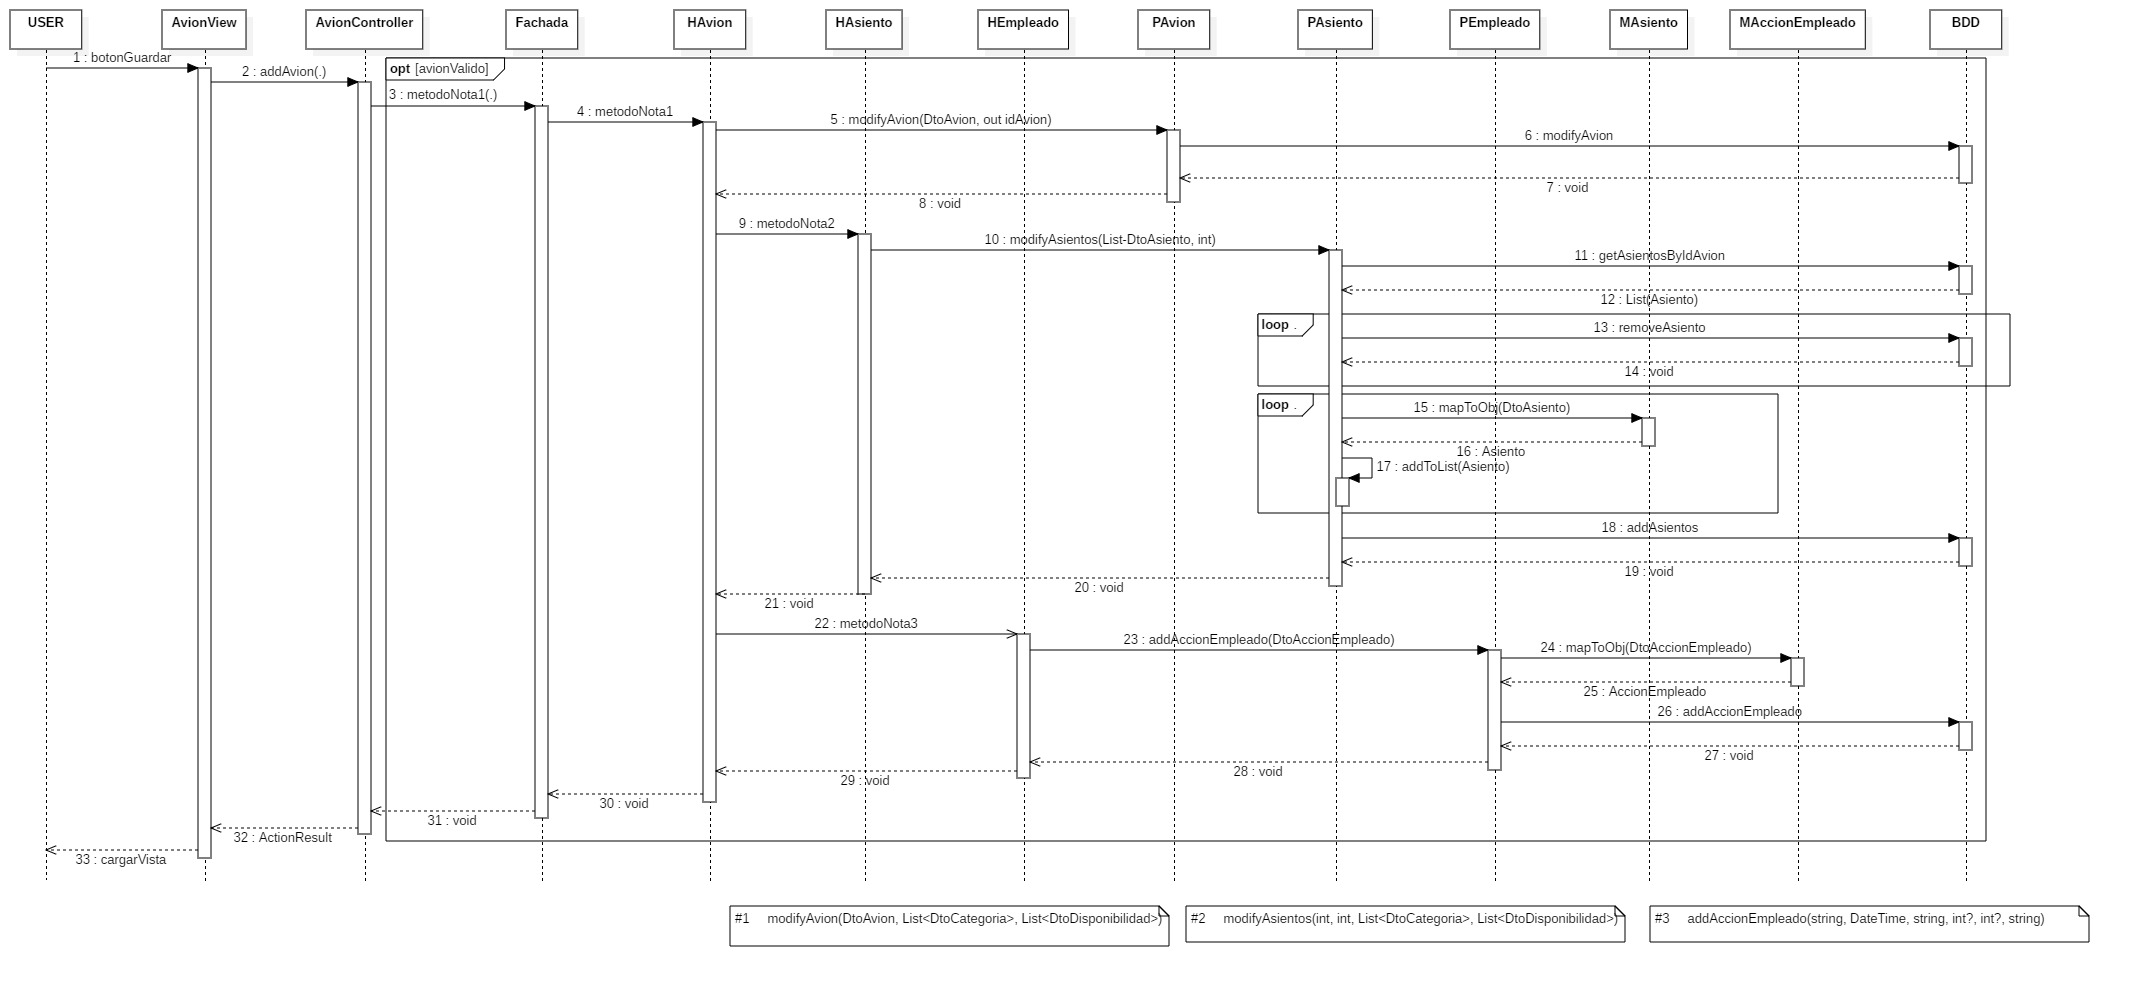 USER AvionView AvionController Fachada HAvion HAsiento HEmpleado PAvion PAsiento PEmpleado MAsiento MAccionEmpleado BDD
1 : botonGuardar
opt [avionValido]
2 : addAvion(.)
3 : metodoNota1(.)
4 : metodoNota1
5 : modifyAvion(DtoAvion, out idAvion)
6 : modifyAvion
7 : void
8 : void
9 : metodoNota2
10 : modifyAsientos(List-DtoAsiento, int)
11 : getAsientosByIdAvion
12 : List(Asiento)
loop .
13 : removeAsiento
14 : void
loop .
15 : mapToObj(DtoAsiento)
16 : Asiento
17 : addToList(Asiento)
18 : addAsientos
19 : void
20 : void
21 : void
22 : metodoNota3
23 : addAccionEmpleado(DtoAccionEmpleado)
24 : mapToObj(DtoAccionEmpleado)
25 : AccionEmpleado
26 : addAccionEmpleado
27 : void
28 : void
29 : void
30 : void
31 : void
32 : ActionResult
33 : cargarVista
#1 modifyAvion(DtoAvion, List<DtoCategoria>, List<DtoDisponibilidad>)
#2 modifyAsientos(int, int, List<DtoCategoria>, List<DtoDisponibilidad>)
#3 addAccionEmpleado(string, DateTime, string, int?, int?, string)